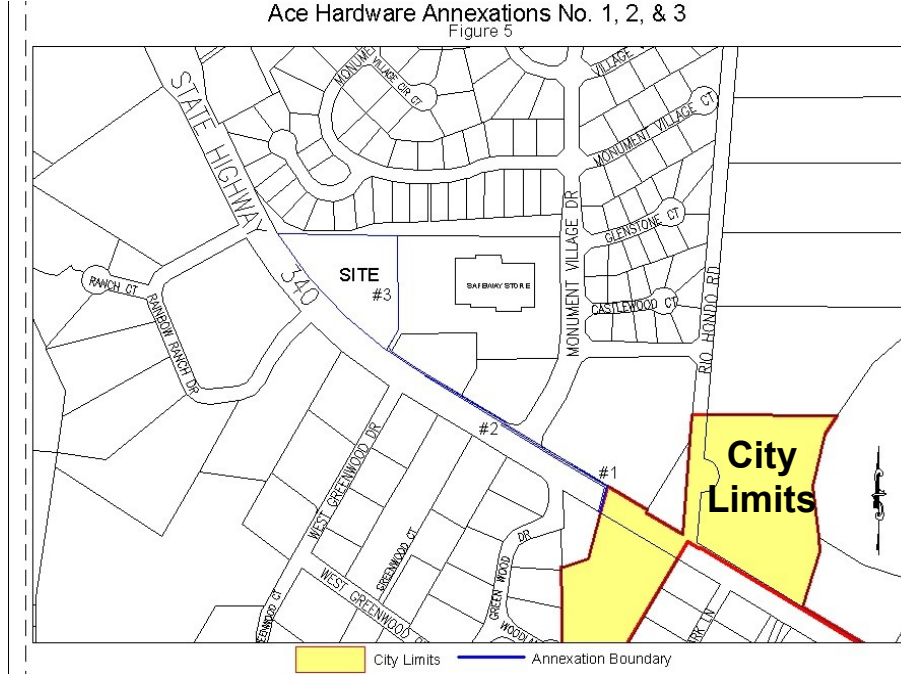 Ace Hardware Annexations No. 1, 2, & 3
Figure 5
STATE HIGHWAY
340
MONUMENT
VILLAGE CIR CT
VILLAGE
MONUMENT VILLAGE CT
MONUMENT VILLAGE DR
GLENSTONE CT
CASTLEWOOD CT
RIO HONDO RD
SITE
#3
SAFEWAY STORE
RANCH CT
RAINBOW RANCH DR
#2
#1
City
Limits
WEST GREENWOOD DR
GREENWOOD CT
WEST GREENWOOD
GREEN WOOD
DR
City Limits
Annexation Boundary